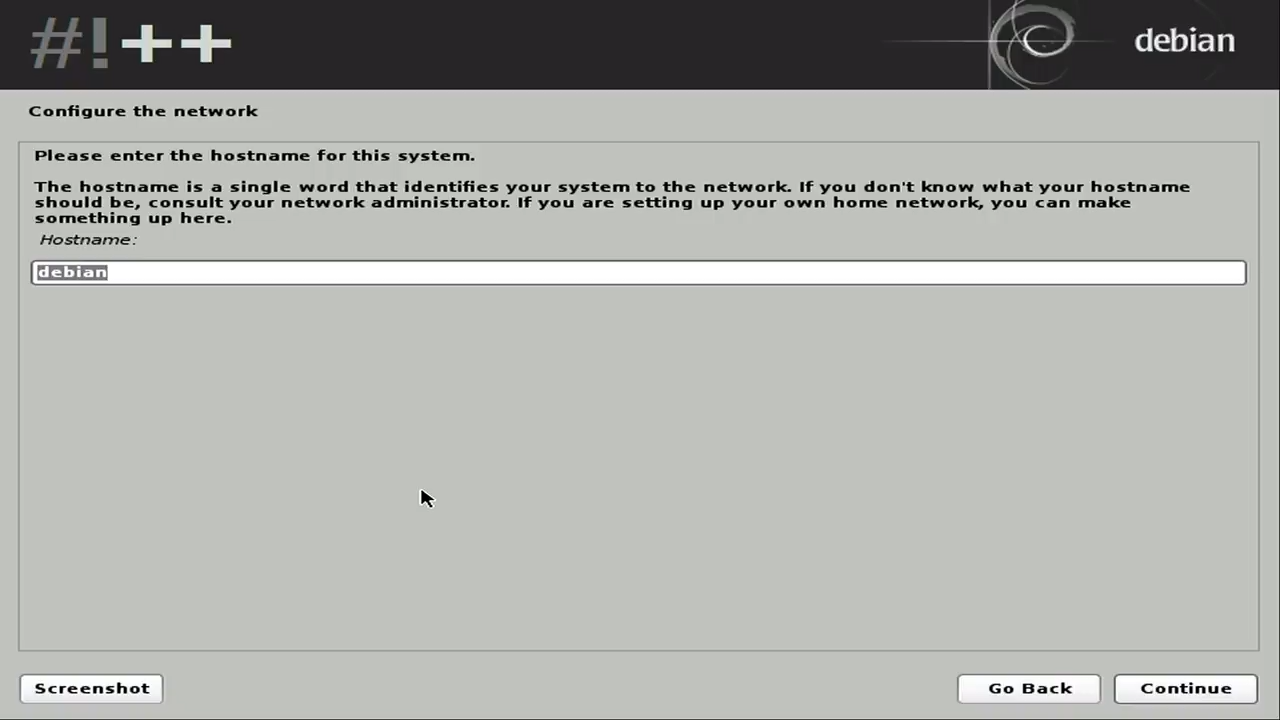 #!++
debian
Configure the network
Please enter the hostname for this system.
The hostname is a single word that identifies your system to the network. If you don't know what your hostname
should be, consult your network administrator. If you are setting up your own home network, you can make
something up here.
Hostname:
debian
Screenshot
Go Back
Continue